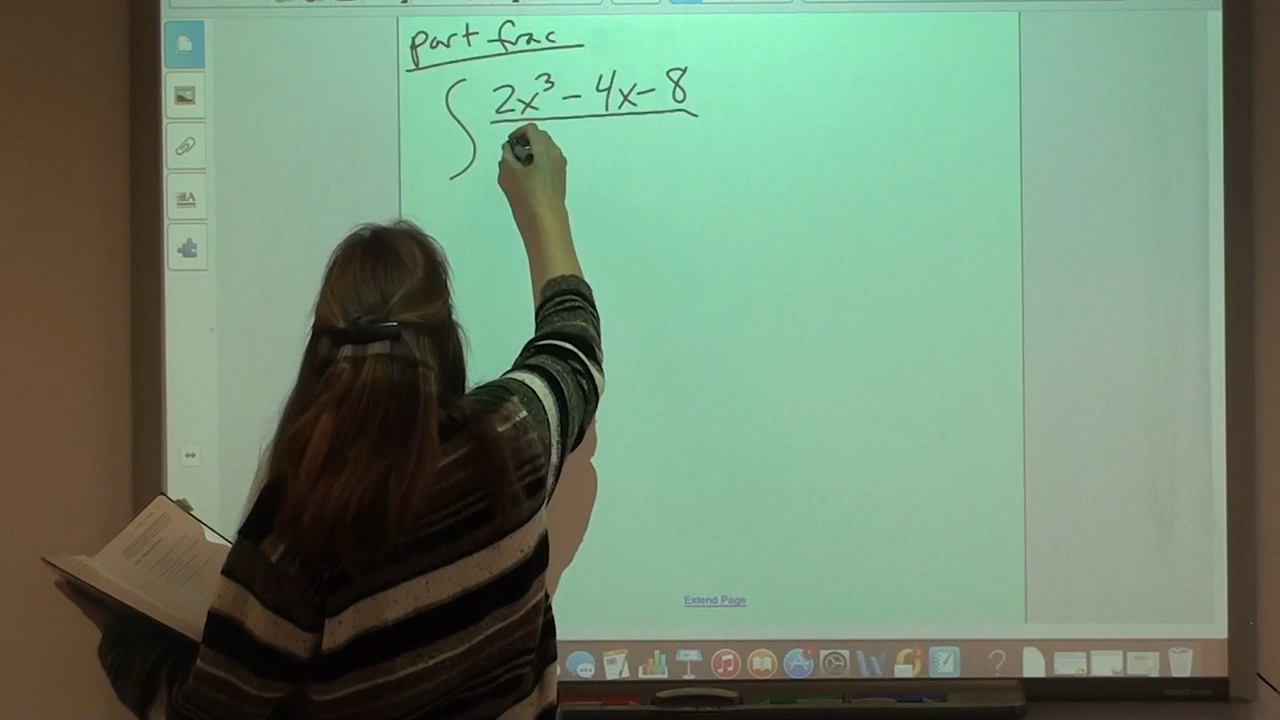 part frac
∫ 2x³ - 4x - 8
Extend Page